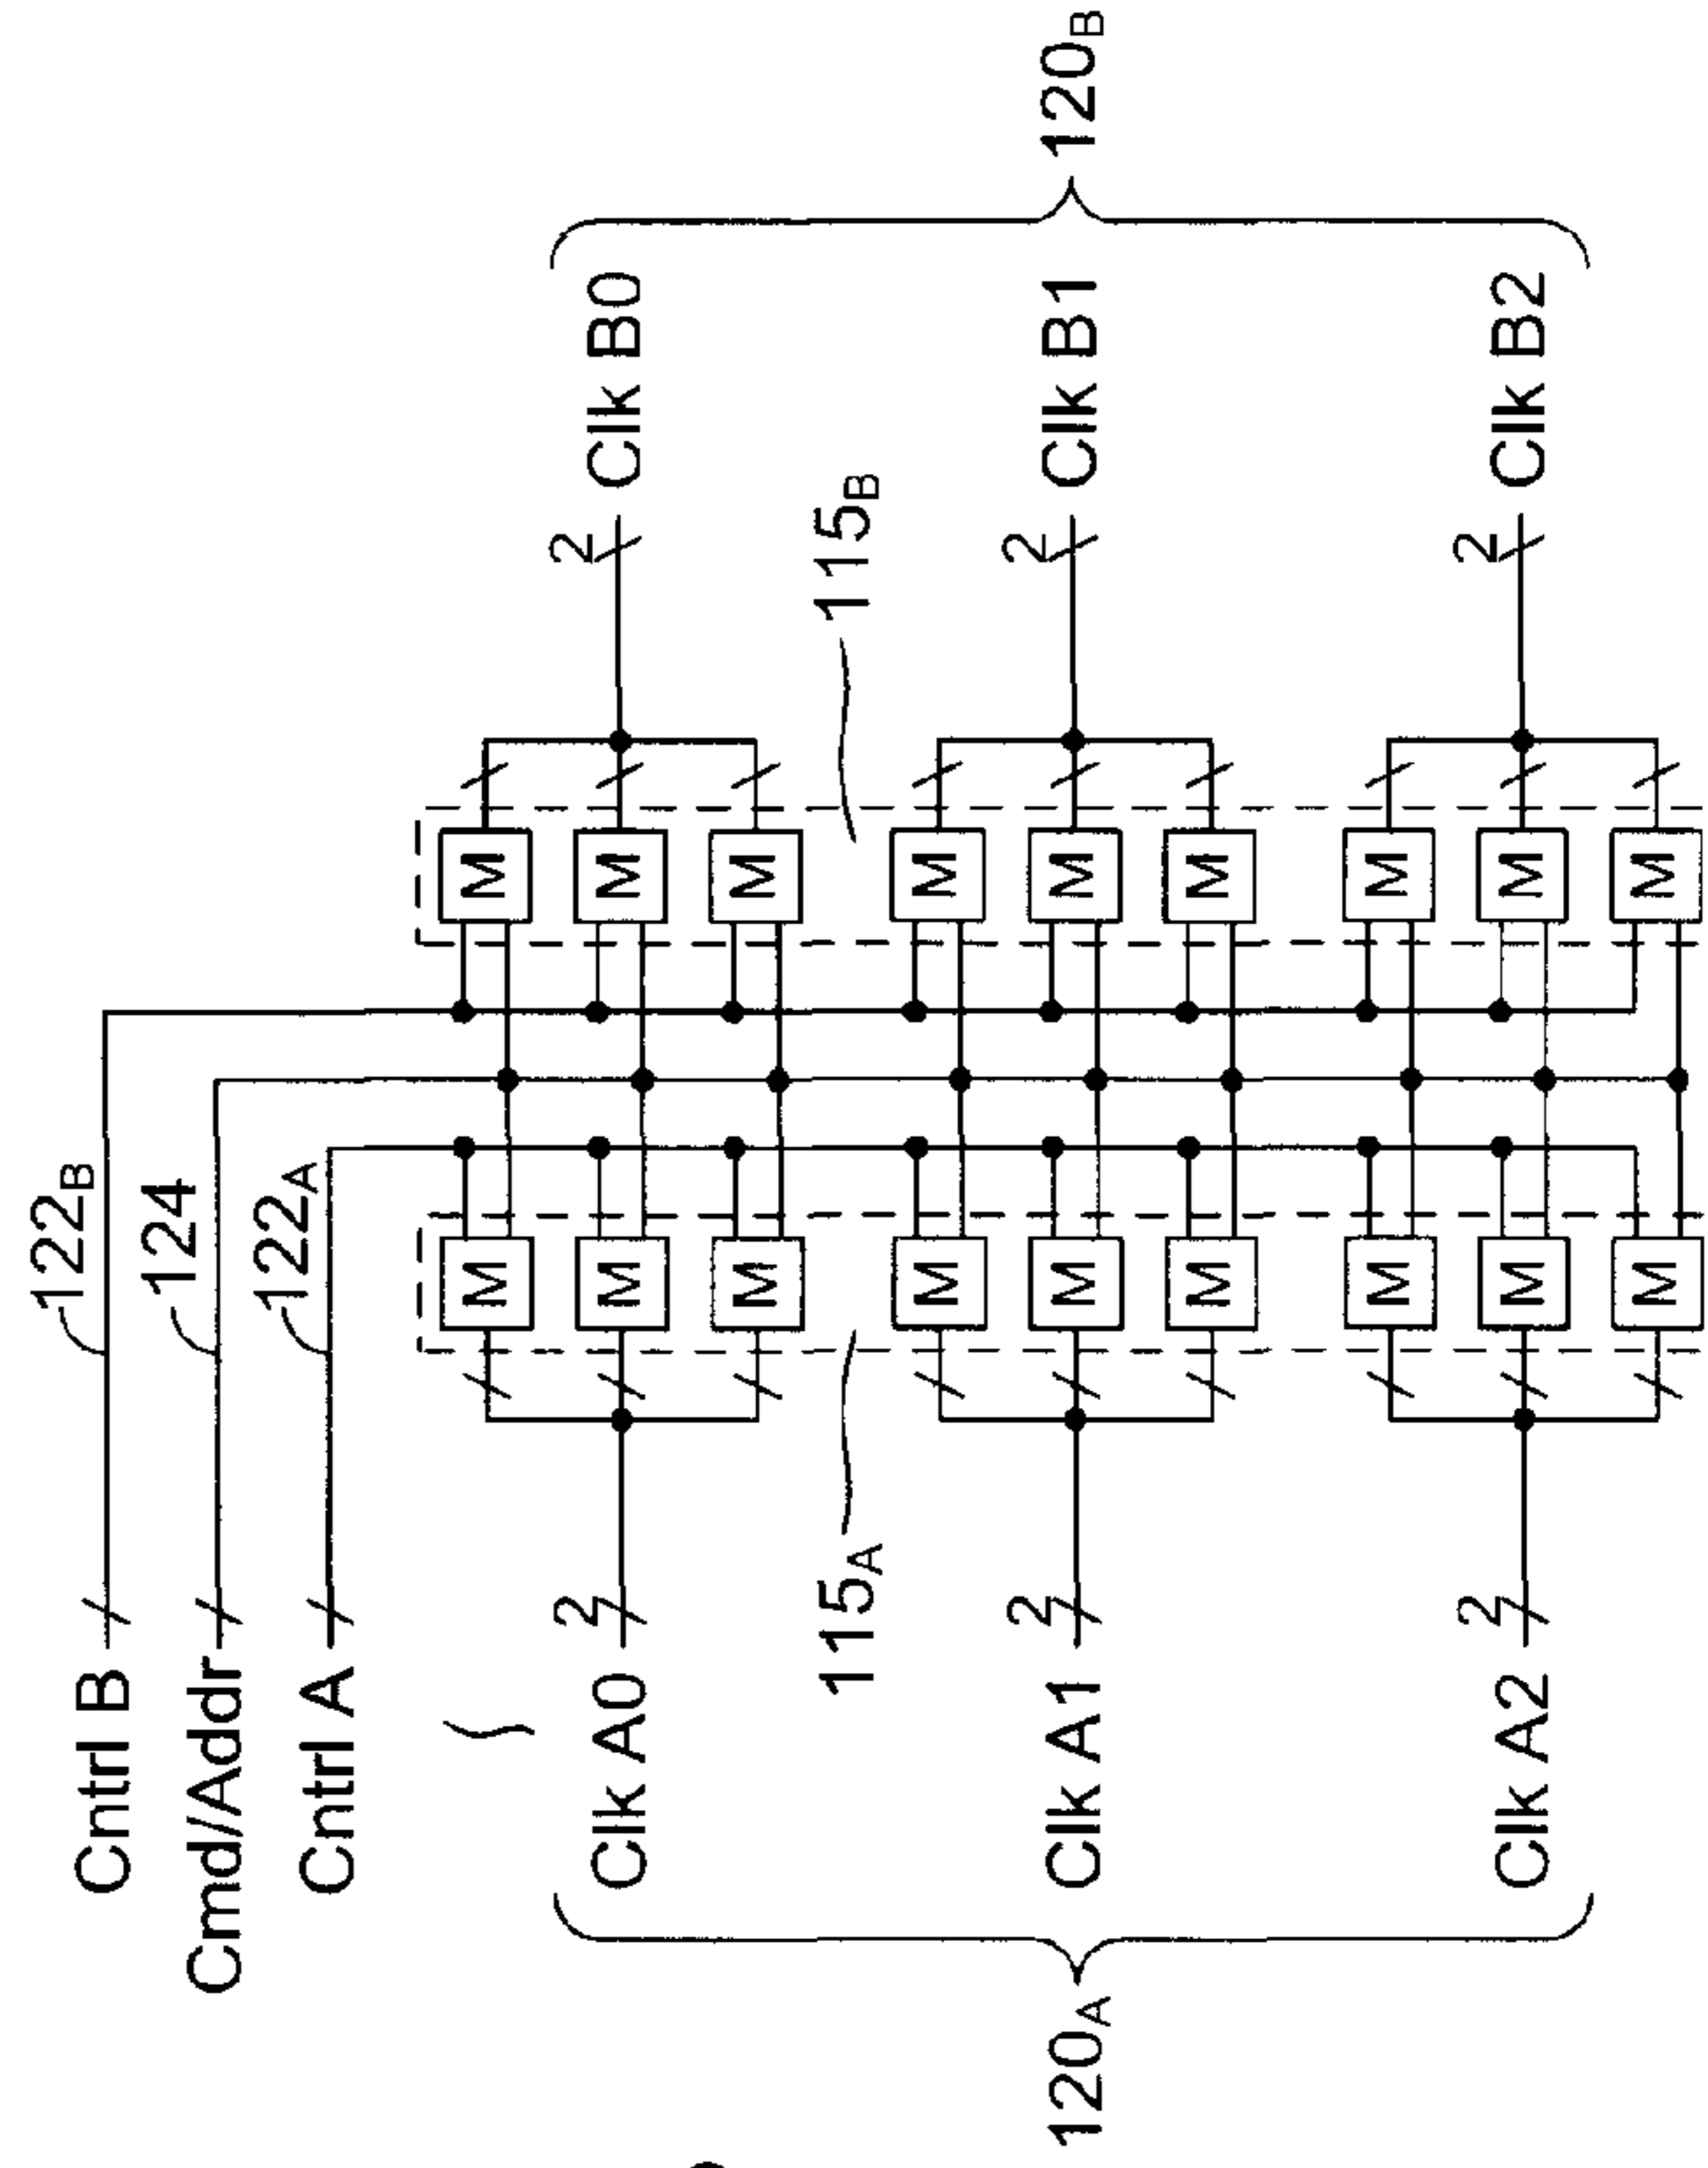 122B
Cntrl B
124
Cmd/Addr
122A
Cntrl A
M M
2 2
Clk A0 M M Clk B0
M M
115A 115B
M M
2 2
120A Clk A1 M M Clk B1 120B
M M
M M
2 2
Clk A2 M M Clk B2
M M